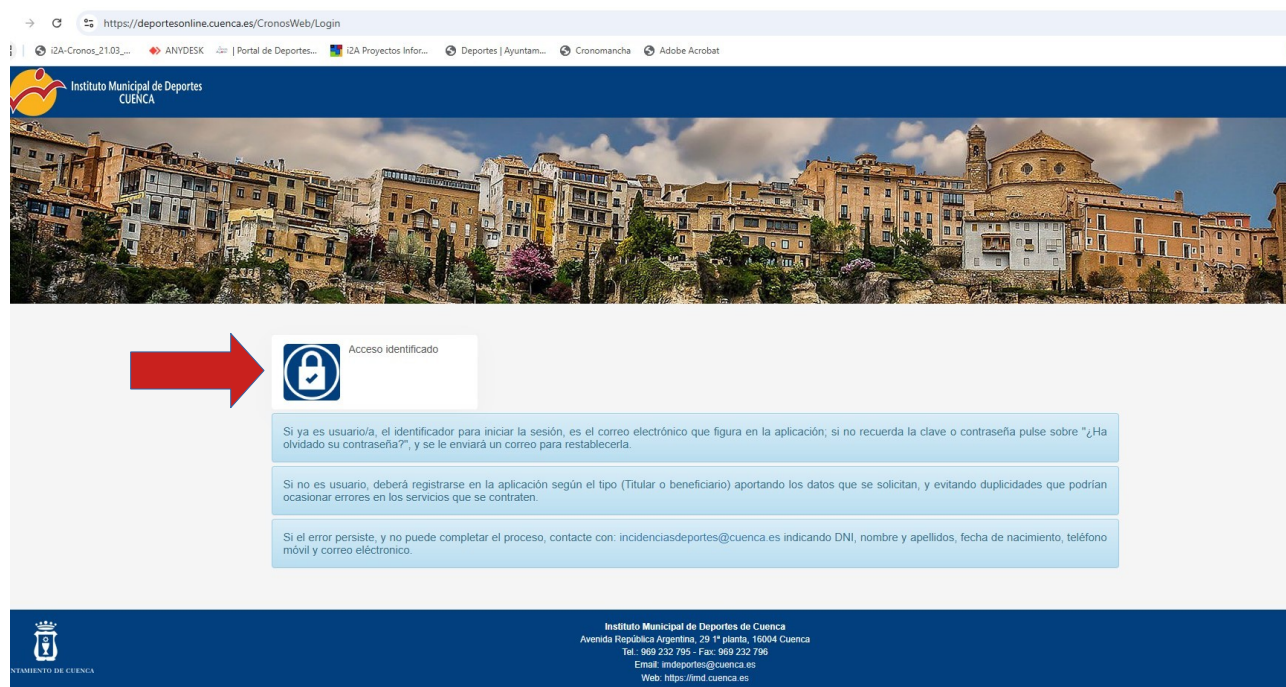 https://deportesonline.cuenca.es/CronosWeb/Login
i2A-Cronos_21.03_... ANYDESK | Portal de Deportes... i2A Proyectos Infor... Deportes | Ayuntam... Cronomancha Adobe Acrobat
Instituto Municipal de Deportes
CUENCA
Acceso identificado
Si ya es usuario/a, el identificador para iniciar la sesión, es el correo electrónico que figura en la aplicación; si no recuerda la clave o contraseña pulse sobre "¿Ha
olvidado su contraseña?", y se le enviará un correo para restablecerla.
Si no es usuario, deberá registrarse en la aplicación según el tipo (Titular o beneficiario) aportando los datos que se solicitan, y evitando duplicidades que podrían
ocasionar errores en los servicios que se contraten.
Si el error persiste, y no puede completar el proceso, contacte con: incidenciasdeportes@cuenca.es indicando DNI, nombre y apellidos, fecha de nacimiento, teléfono
móvil y correo eléctronico.
Instituto Municipal de Deportes de Cuenca
Avenida República Argentina, 29 1ª planta, 16004 Cuenca
Tel.: 969 232 795 - Fax: 969 232 796
Email: imdeportes@cuenca.es
Web: https://imd.cuenca.es
NTAMIENTO DE CUENCA